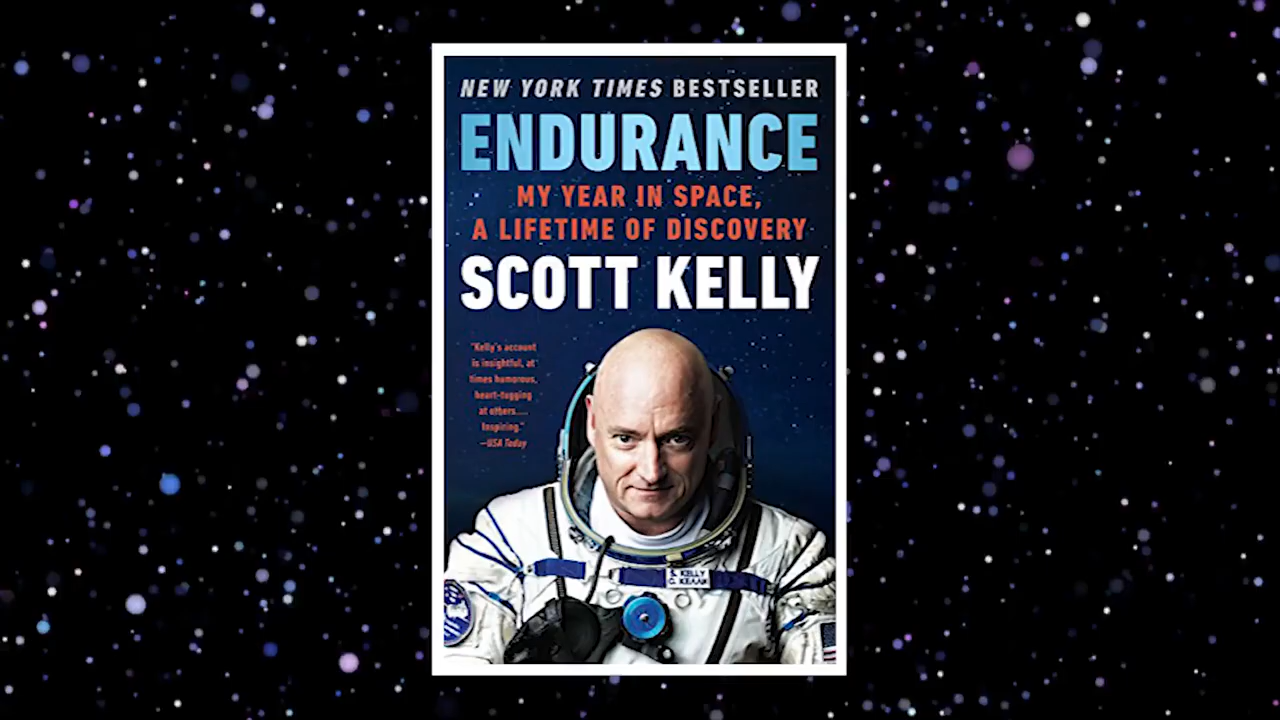 NEW YORK TIMES BESTSELLER
ENDURANCE
MY YEAR IN SPACE,
A LIFETIME OF DISCOVERY
SCOTT KELLY
"Kelly's account
is insightful, at
times humorous,
heart-tugging
at others....
Inspiring."
—USA Today
S. KELLY
С. КЕЛЛИ